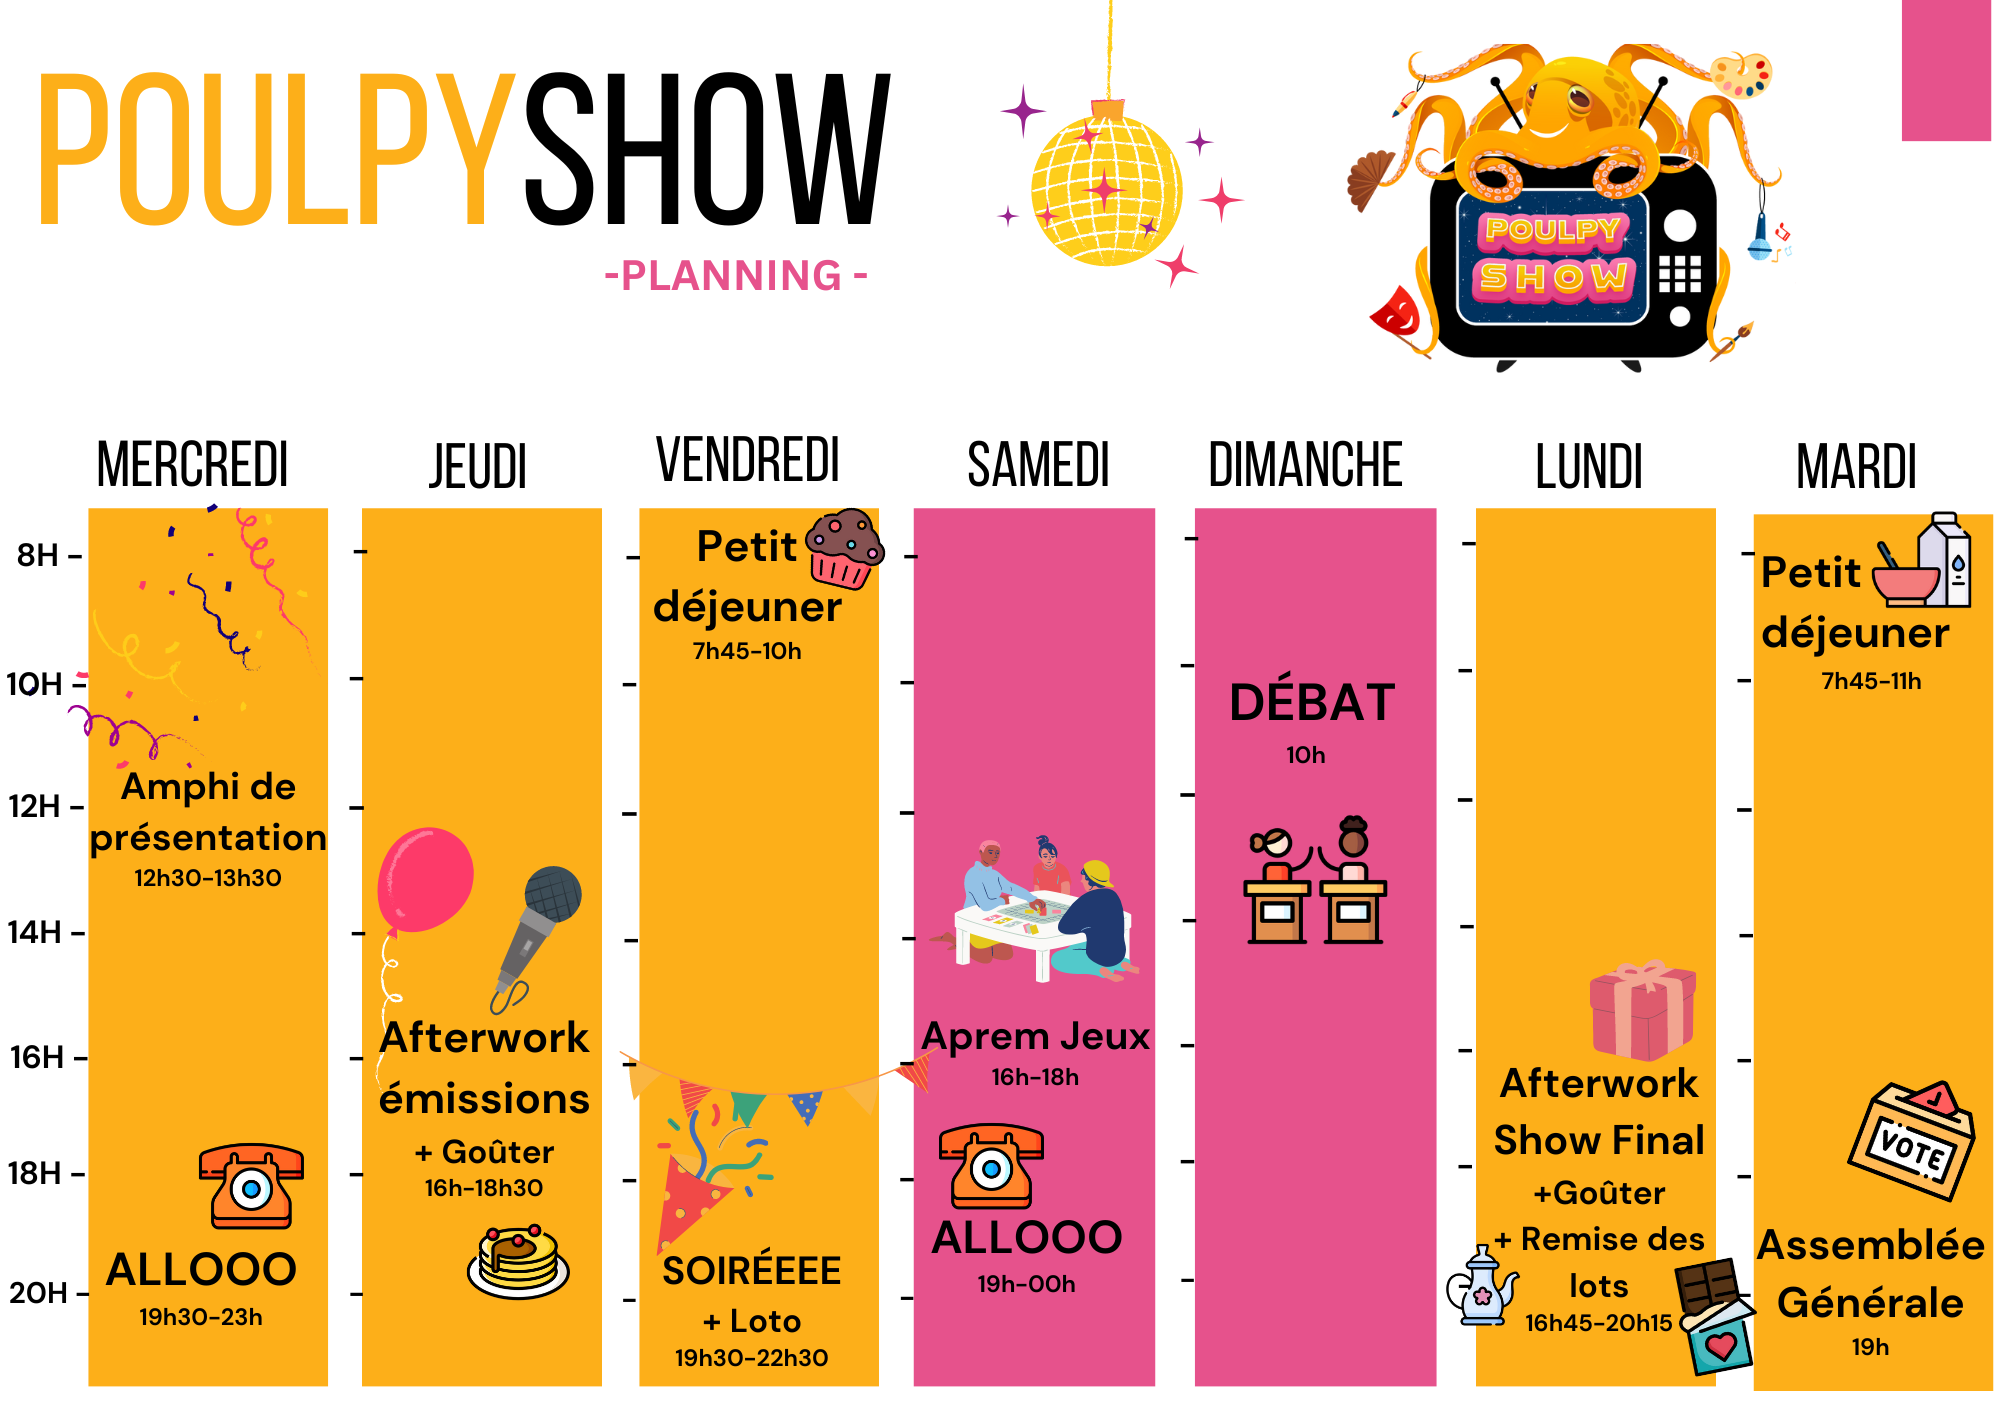 POULPYSHOW
-PLANNING -
POULPY
SHOW
MERCREDI
JEUDI
VENDREDI
SAMEDI
DIMANCHE
LUNDI
MARDI
8H
10H
12H
14H
16H
18H
20H
Amphi de
présentation
12h30-13h30
ALLOOO
19h30-23h
Afterwork
émissions
+ Goûter
16h-18h30
Petit
déjeuner
7h45-10h
SOIRÉEEE
+ Loto
19h30-22h30
Aprem Jeux
16h-18h
ALLOOO
19h-00h
DÉBAT
10h
Afterwork
Show Final
+Goûter
+ Remise des
lots
16h45-20h15
Petit
déjeuner
7h45-11h
VOTE
Assemblée
Générale
19h